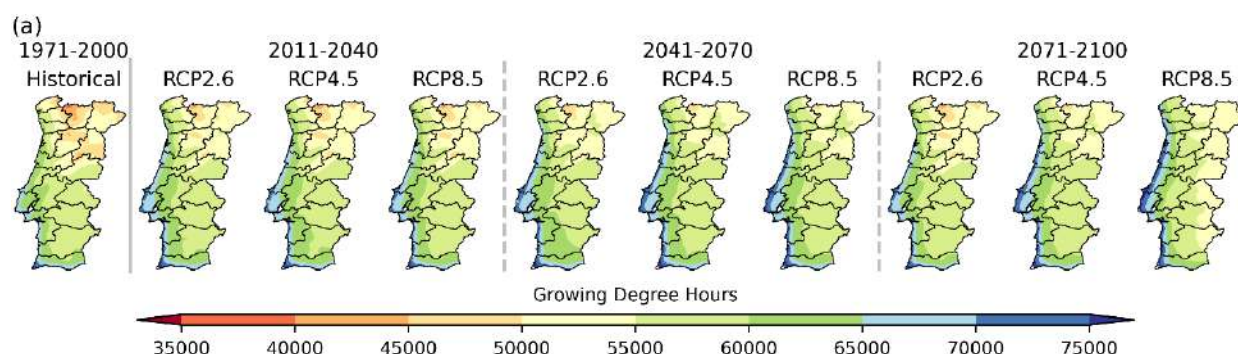 (a)
1971-2000 2011-2040 2041-2070 2071-2100
Historical RCP2.6 RCP4.5 RCP8.5 RCP2.6 RCP4.5 RCP8.5 RCP2.6 RCP4.5 RCP8.5
Growing Degree Hours
35000 40000 45000 50000 55000 60000 65000 70000 75000